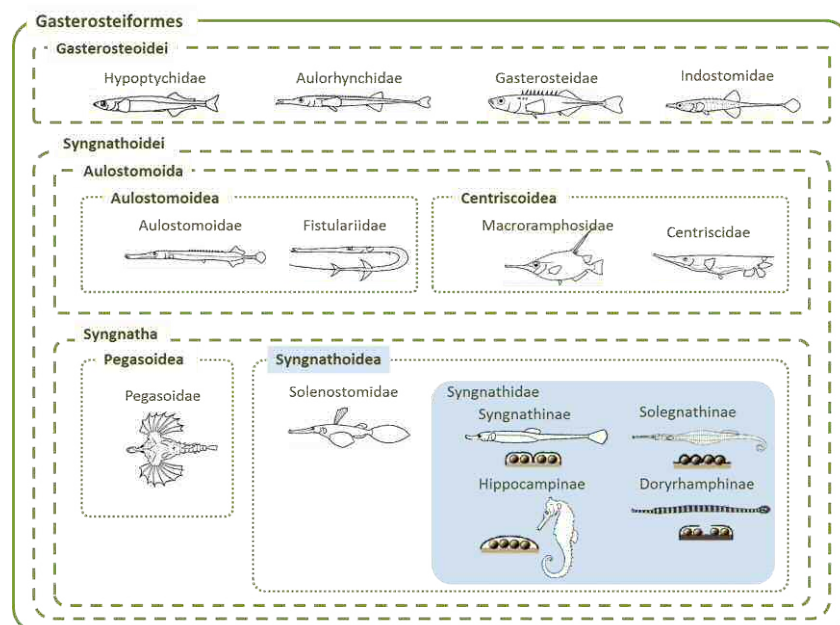 Gasterosteiformes
Gasterosteoidei
Hypoptychidae Aulorhynchidae Gasterosteidae Indostomidae
Syngnathoidei
Aulostomoida
Aulostomoidea Centriscoidea
Aulostomoidae Fistulariidae Macroramphosidae Centriscidae
Syngnatha
Pegasoidea Syngnathoidea
Pegasoidae Solenostomidae Syngnathidae
Syngnathinae Solegnathinae
Hippocampinae Doryrhamphinae